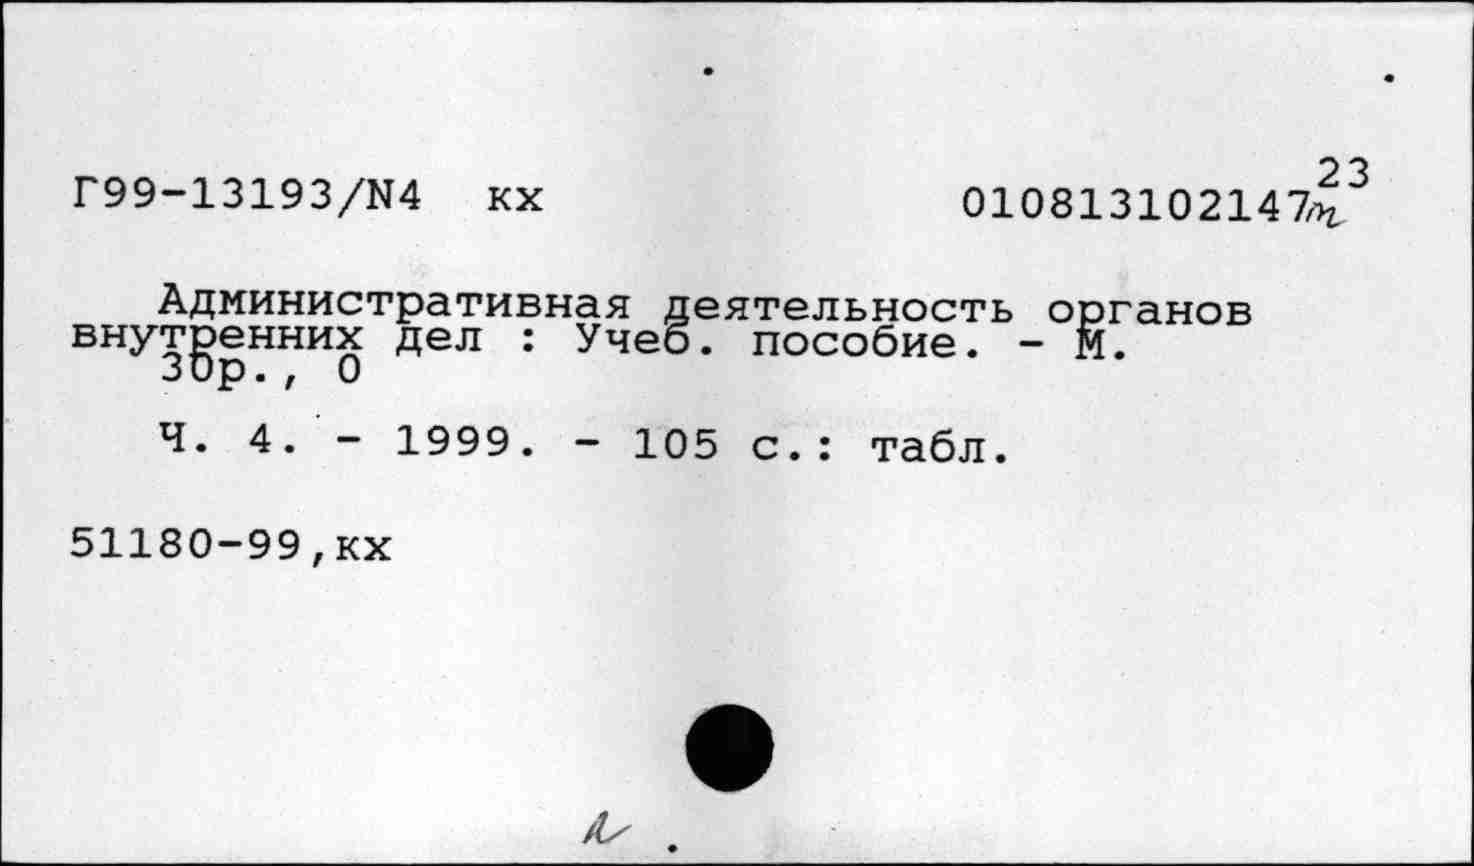 23
Г99-13193/N4 кх 010813102147
Административная деятельность органов
внутренних дел : Учеб. пособие. - М.
30р., 0
Ч. 4. - 1999. - 105 с.: табл.
51180-99,кх